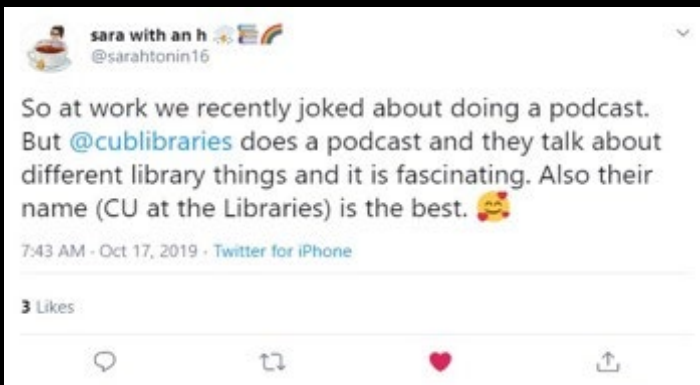 sara with an h
@sarahtonin16
So at work we recently joked about doing a podcast.
But @cublibraries does a podcast and they talk about
different library things and it is fascinating. Also their
name (CU at the Libraries) is the best. 🥰
7:43 AM · Oct 17, 2019 · Twitter for iPhone
3 Likes